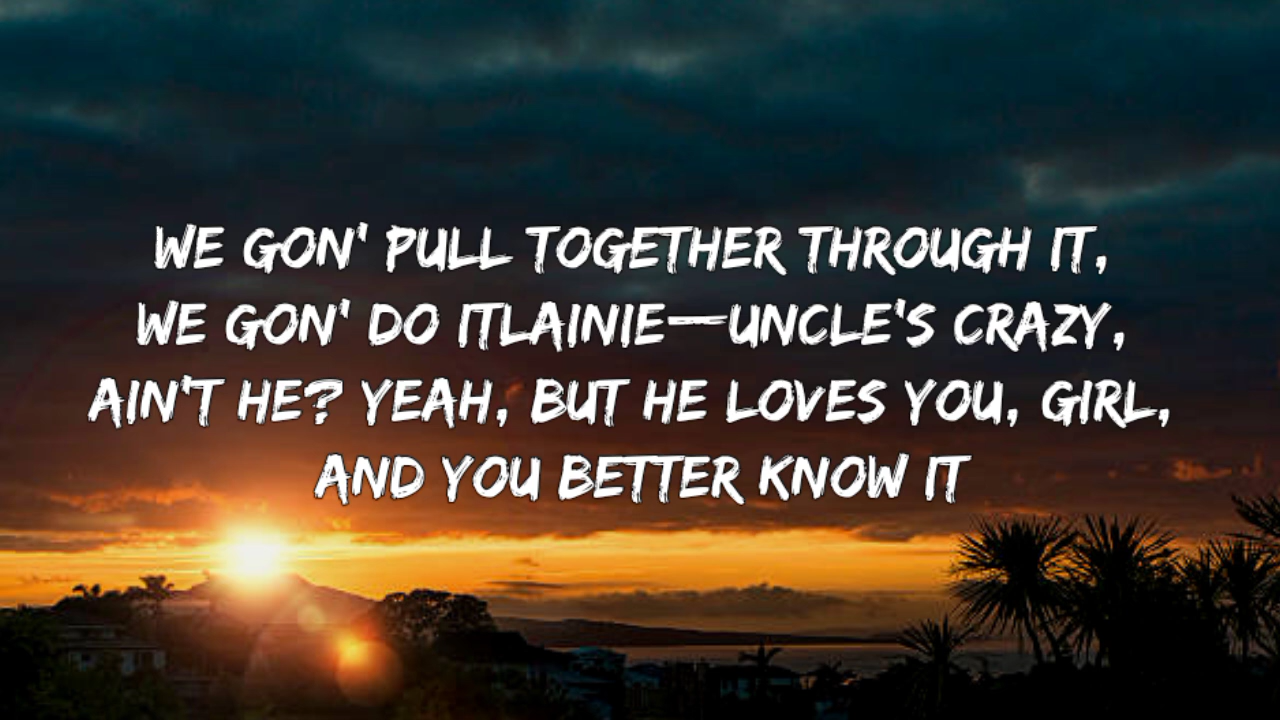 WE GON' PULL TOGETHER THROUGH IT,
WE GON' DO ITLAINIE—UNCLE'S CRAZY,
AIN'T HE? YEAH, BUT HE LOVES YOU, GIRL,
AND YOU BETTER KNOW IT